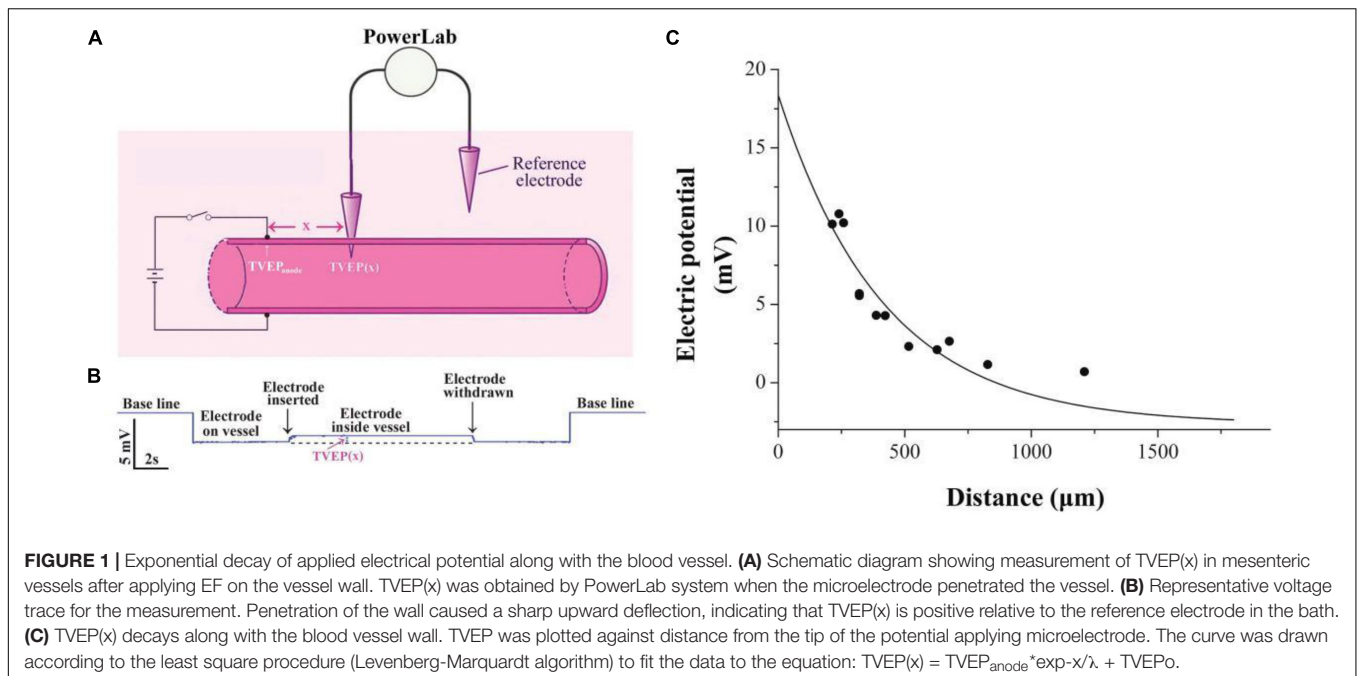 A
PowerLab
Reference
electrode
x
TVEPanode
TVEP(x)
B
Base line
Electrode
on vessel
Electrode
inserted
Electrode
inside vessel
Electrode
withdrawn
Base line
TVEP(x)
5 mV
2s
C
Electric potential
(mV)
20
15
10
5
0
0
500
1000
1500
Distance (μm)
FIGURE 1 | Exponential decay of applied electrical potential along with the blood vessel. (A) Schematic diagram showing measurement of TVEP(x) in mesenteric
vessels after applying EF on the vessel wall. TVEP(x) was obtained by PowerLab system when the microelectrode penetrated the vessel. (B) Representative voltage
trace for the measurement. Penetration of the wall caused a sharp upward deflection, indicating that TVEP(x) is positive relative to the reference electrode in the bath.
(C) TVEP(x) decays along with the blood vessel wall. TVEP was plotted against distance from the tip of the potential applying microelectrode. The curve was drawn
according to the least square procedure (Levenberg-Marquardt algorithm) to fit the data to the equation: TVEP(x) = TVEPanode*exp-x/λ + TVEPo.